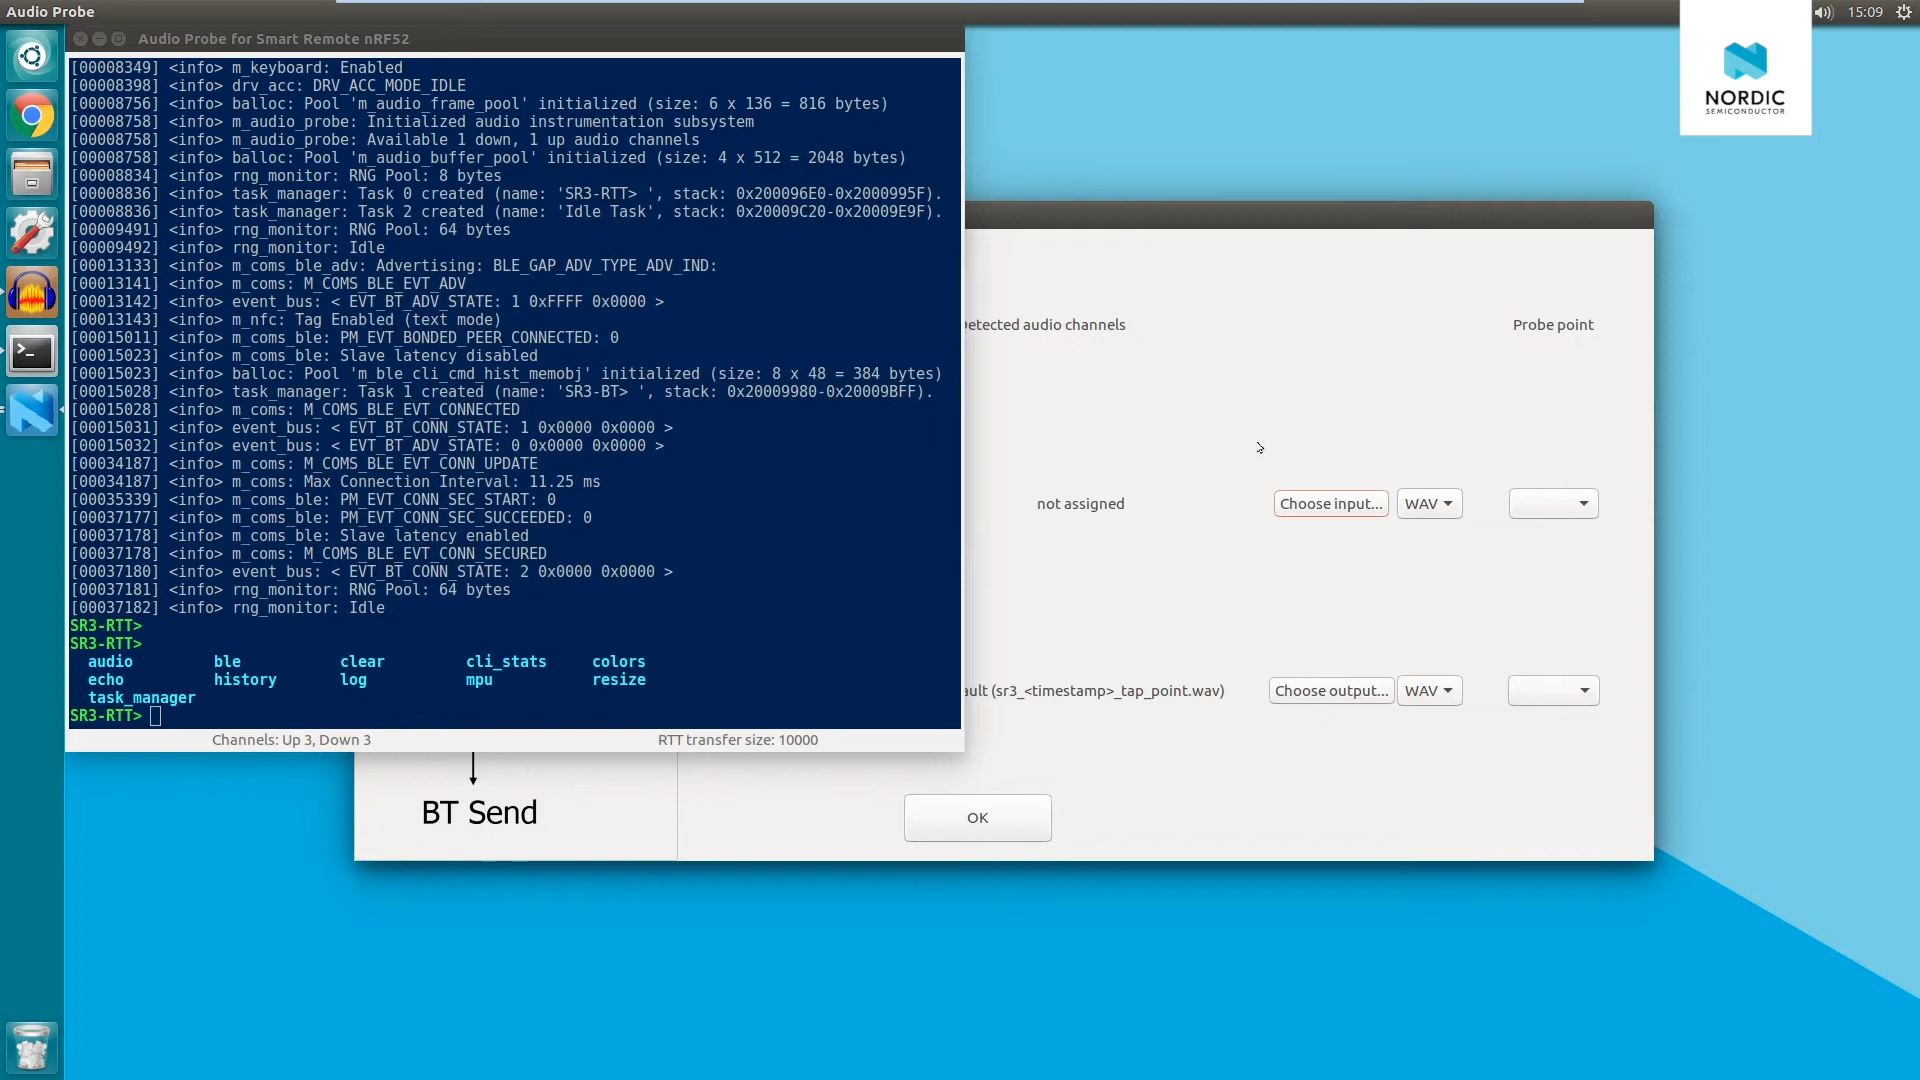 Audio Probe
15:09
Audio Probe for Smart Remote nRF52
[00008349] <info> m_keyboard: Enabled
[00008398] <info> drv_acc: DRV_ACC_MODE_IDLE
[00008756] <info> balloc: Pool 'm_audio_frame_pool' initialized (size: 6 x 136 = 816 bytes)
[00008758] <info> m_audio_probe: Initialized audio instrumentation subsystem
[00008758] <info> m_audio_probe: Available 1 down, 1 up audio channels
[00008758] <info> balloc: Pool 'm_audio_buffer_pool' initialized (size: 4 x 512 = 2048 bytes)
[00008834] <info> rng_monitor: RNG Pool: 8 bytes
[00008836] <info> task_manager: Task 0 created (name: 'SR3-RTT> ', stack: 0x200096E0-0x2000995F).
[00008836] <info> task_manager: Task 2 created (name: 'Idle Task', stack: 0x20009C20-0x20009E9F).
[00009491] <info> rng_monitor: RNG Pool: 64 bytes
[00009492] <info> rng_monitor: Idle
[00013133] <info> m_coms_ble_adv: Advertising: BLE_GAP_ADV_TYPE_ADV_IND:
[00013141] <info> m_coms: M_COMS_BLE_EVT_ADV
[00013142] <info> event_bus: < EVT_BT_ADV_STATE: 1 0xFFFF 0x0000 >
[00013143] <info> m_nfc: Tag Enabled (text mode)
[00015011] <info> m_coms_ble: PM_EVT_BONDED_PEER_CONNECTED: 0
[00015023] <info> m_coms_ble: Slave latency disabled
[00015023] <info> balloc: Pool 'm_ble_cli_cmd_hist_memobj' initialized (size: 8 x 48 = 384 bytes)
[00015028] <info> task_manager: Task 1 created (name: 'SR3-BT> ', stack: 0x20009980-0x20009BFF).
[00015028] <info> m_coms: M_COMS_BLE_EVT_CONNECTED
[00015031] <info> event_bus: < EVT_BT_CONN_STATE: 1 0x0000 0x0000 >
[00015032] <info> event_bus: < EVT_BT_ADV_STATE: 0 0x0000 0x0000 >
[00034187] <info> m_coms: M_COMS_BLE_EVT_CONN_UPDATE
[00034187] <info> m_coms: Max Connection Interval: 11.25 ms
[00035339] <info> m_coms_ble: PM_EVT_CONN_SEC_START: 0
[00037177] <info> m_coms_ble: PM_EVT_CONN_SEC_SUCCEEDED: 0
[00037178] <info> m_coms_ble: Slave latency enabled
[00037178] <info> m_coms: M_COMS_BLE_EVT_CONN_SECURED
[00037180] <info> event_bus: < EVT_BT_CONN_STATE: 2 0x0000 0x0000 >
[00037181] <info> rng_monitor: RNG Pool: 64 bytes
[00037182] <info> rng_monitor: Idle
SR3-RTT>
SR3-RTT>
audio ble clear cli_stats colors
echo history log mpu resize
task_manager
SR3-RTT>
Channels: Up 3, Down 3 RTT transfer size: 10000
NORDIC
SEMICONDUCTOR
Detected audio channels Probe point
not assigned Choose input... WAV
ault (sr3_<timestamp>_tap_point.wav) Choose output... WAV
BT Send
OK